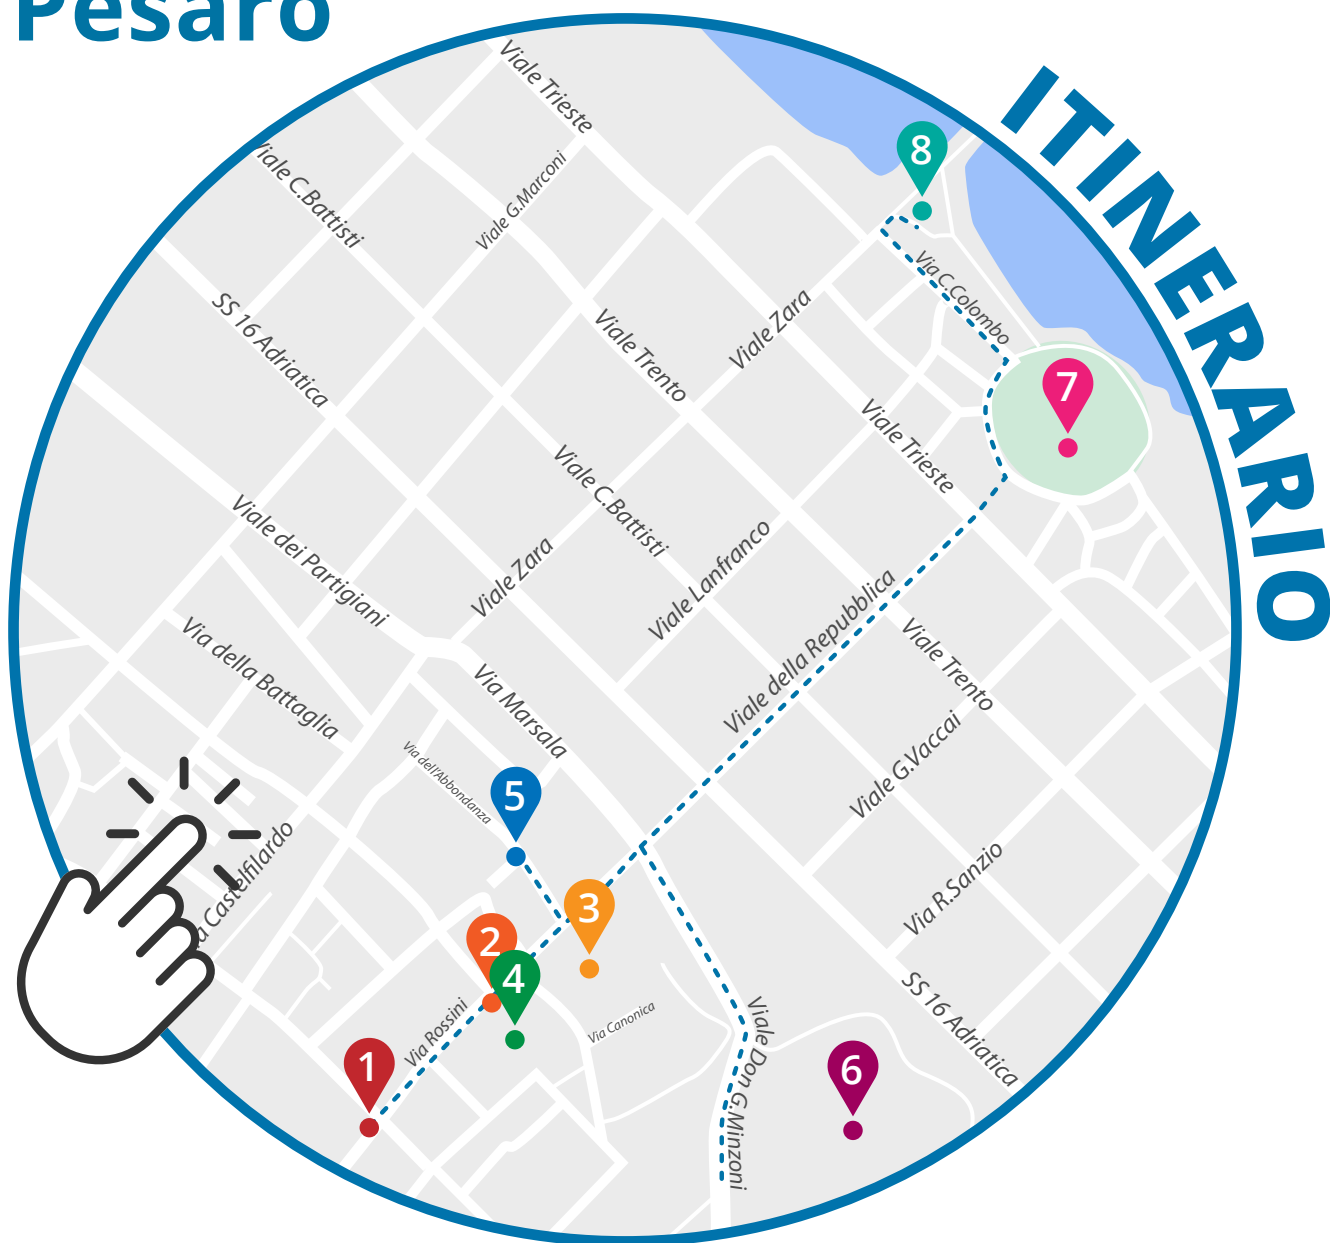 Pesaro
ITINERARIO
Viale Trieste
Viale C.Battisti
Viale G.Marconi
8
Via C.Colombo
SS 16 Adriatica
Viale Trento
Viale Zara
7
Viale Trieste
Viale C.Battisti
Viale dei Partigiani
Viale Zara
Viale Lanfranco
Viale della Repubblica
Via della Battaglia
Viale Trento
Via Marsala
Via dell'Abbondanza
5
Viale G.Vaccai
a Castelfilardo
Via R.Sanzio
3
2
4
SS 16 Adriatica
Via Rossini
Via Canonica
Viale Don G.Minzoni
1
6